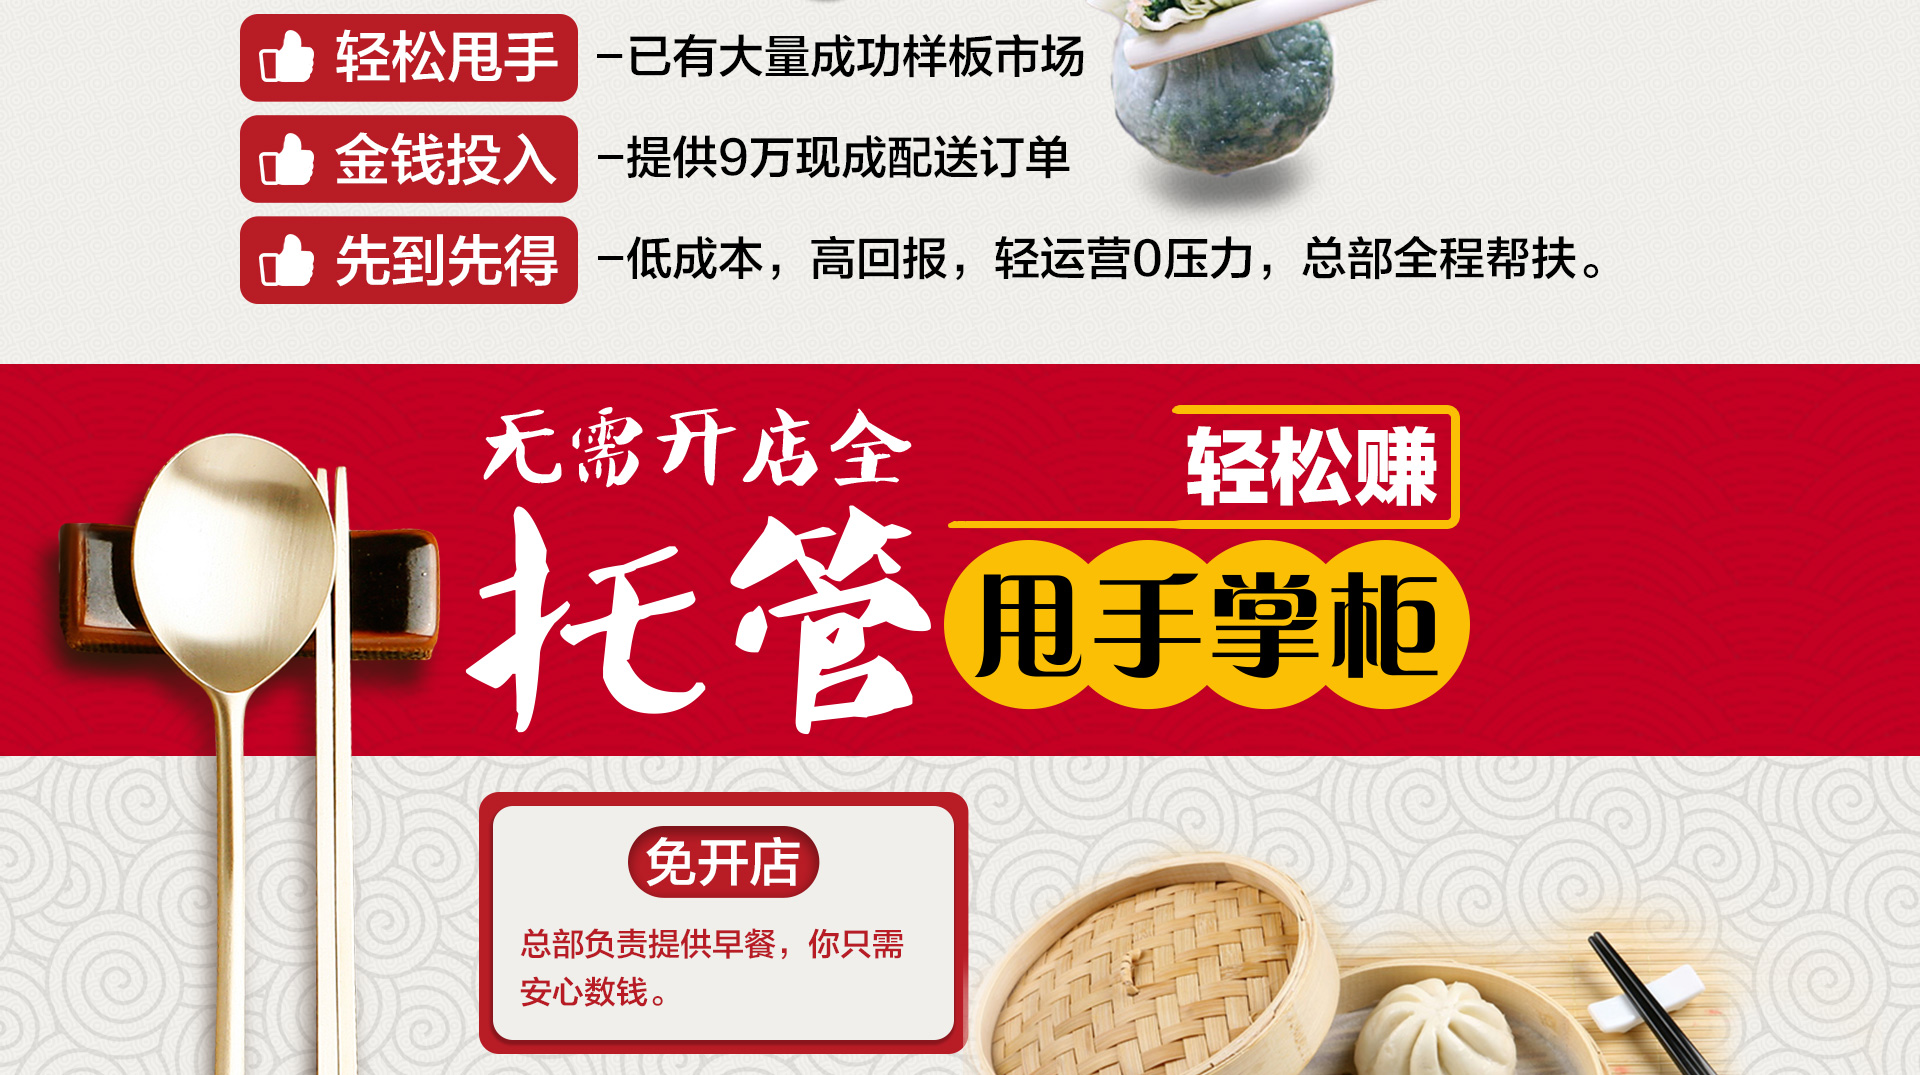 轻松甩手 -已有大量成功样板市场
金钱投入 -提供9万现成配送订单
先到先得 -低成本，高回报，轻运营0压力，总部全程帮扶。
无需开店全
托管
轻松赚
甩手掌柜
免开店
总部负责提供早餐，你只需
安心数钱。